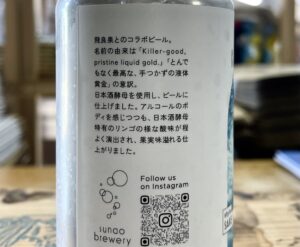 飛良泉とのコラボビール。
名前の由来は「Killer-good,
pristine liquid gold.」「とんで
もなく最高な、手つかずの液体
黄金」の意訳。
日本酒酵母を使用し、ビールに
仕上げました。アルコールのボ
ディを感じつつも、日本酒酵母
特有のリンゴの様な酸味が程
よく演出され、果実味溢れる仕
上がりました。
Follow us
on Instagram
sunoo
brewery